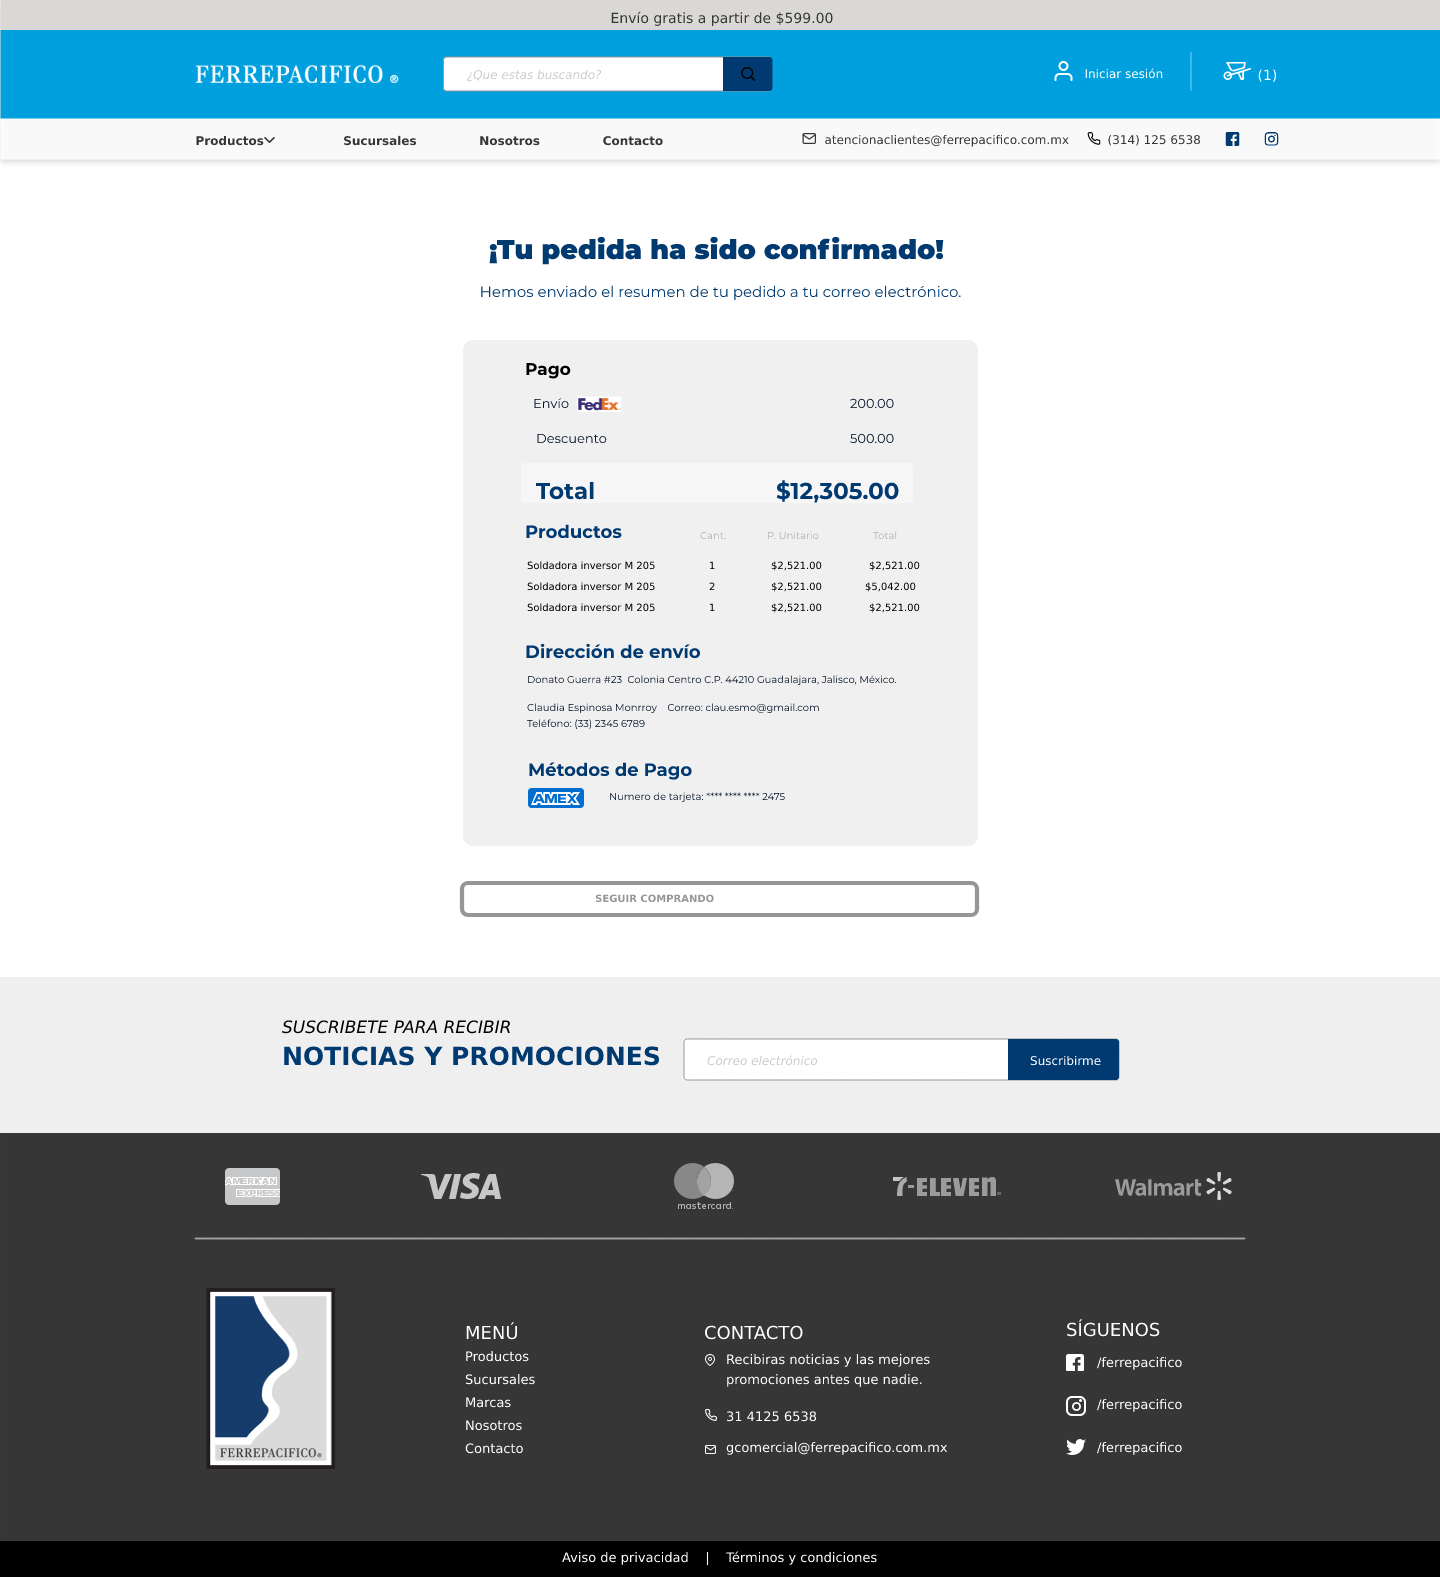 Envío gratis a partir de $599.00
FERREPACIFICO ®
¿Que estas buscando?
Iniciar sesión
(1)
Productos
Sucursales
Nosotros
Contacto
atencionaclientes@ferrepacifico.com.mx
(314) 125 6538
¡Tu pedida ha sido confirmado!
Hemos enviado el resumen de tu pedido a tu correo electrónico.
Pago
Envío FedEx 200.00
Descuento 500.00
Total $12,305.00
Productos Cant. P. Unitario Total
Soldadora inversor M 205 1 $2,521.00 $2,521.00
Soldadora inversor M 205 2 $2,521.00 $5,042.00
Soldadora inversor M 205 1 $2,521.00 $2,521.00
Dirección de envío
Donato Guerra #23 Colonia Centro C.P. 44210 Guadalajara, Jalisco, México.
Claudia Espinosa Monrroy Correo: clau.esmo@gmail.com
Teléfono: (33) 2345 6789
Métodos de Pago
AMEX Numero de tarjeta: **** **** **** 2475
SEGUIR COMPRANDO
SUSCRIBETE PARA RECIBIR
NOTICIAS Y PROMOCIONES
Correo electrónico
Suscribirme
AMERICAN
EXPRESS
VISA
mastercard.
7-ELEVEn
Walmart
FERREPACIFICO®
MENÚ
Productos
Sucursales
Marcas
Nosotros
Contacto
CONTACTO
Recibiras noticias y las mejores
promociones antes que nadie.
31 4125 6538
gcomercial@ferrepacifico.com.mx
SÍGUENOS
/ferrepacifico
/ferrepacifico
/ferrepacifico
Aviso de privacidad | Términos y condiciones